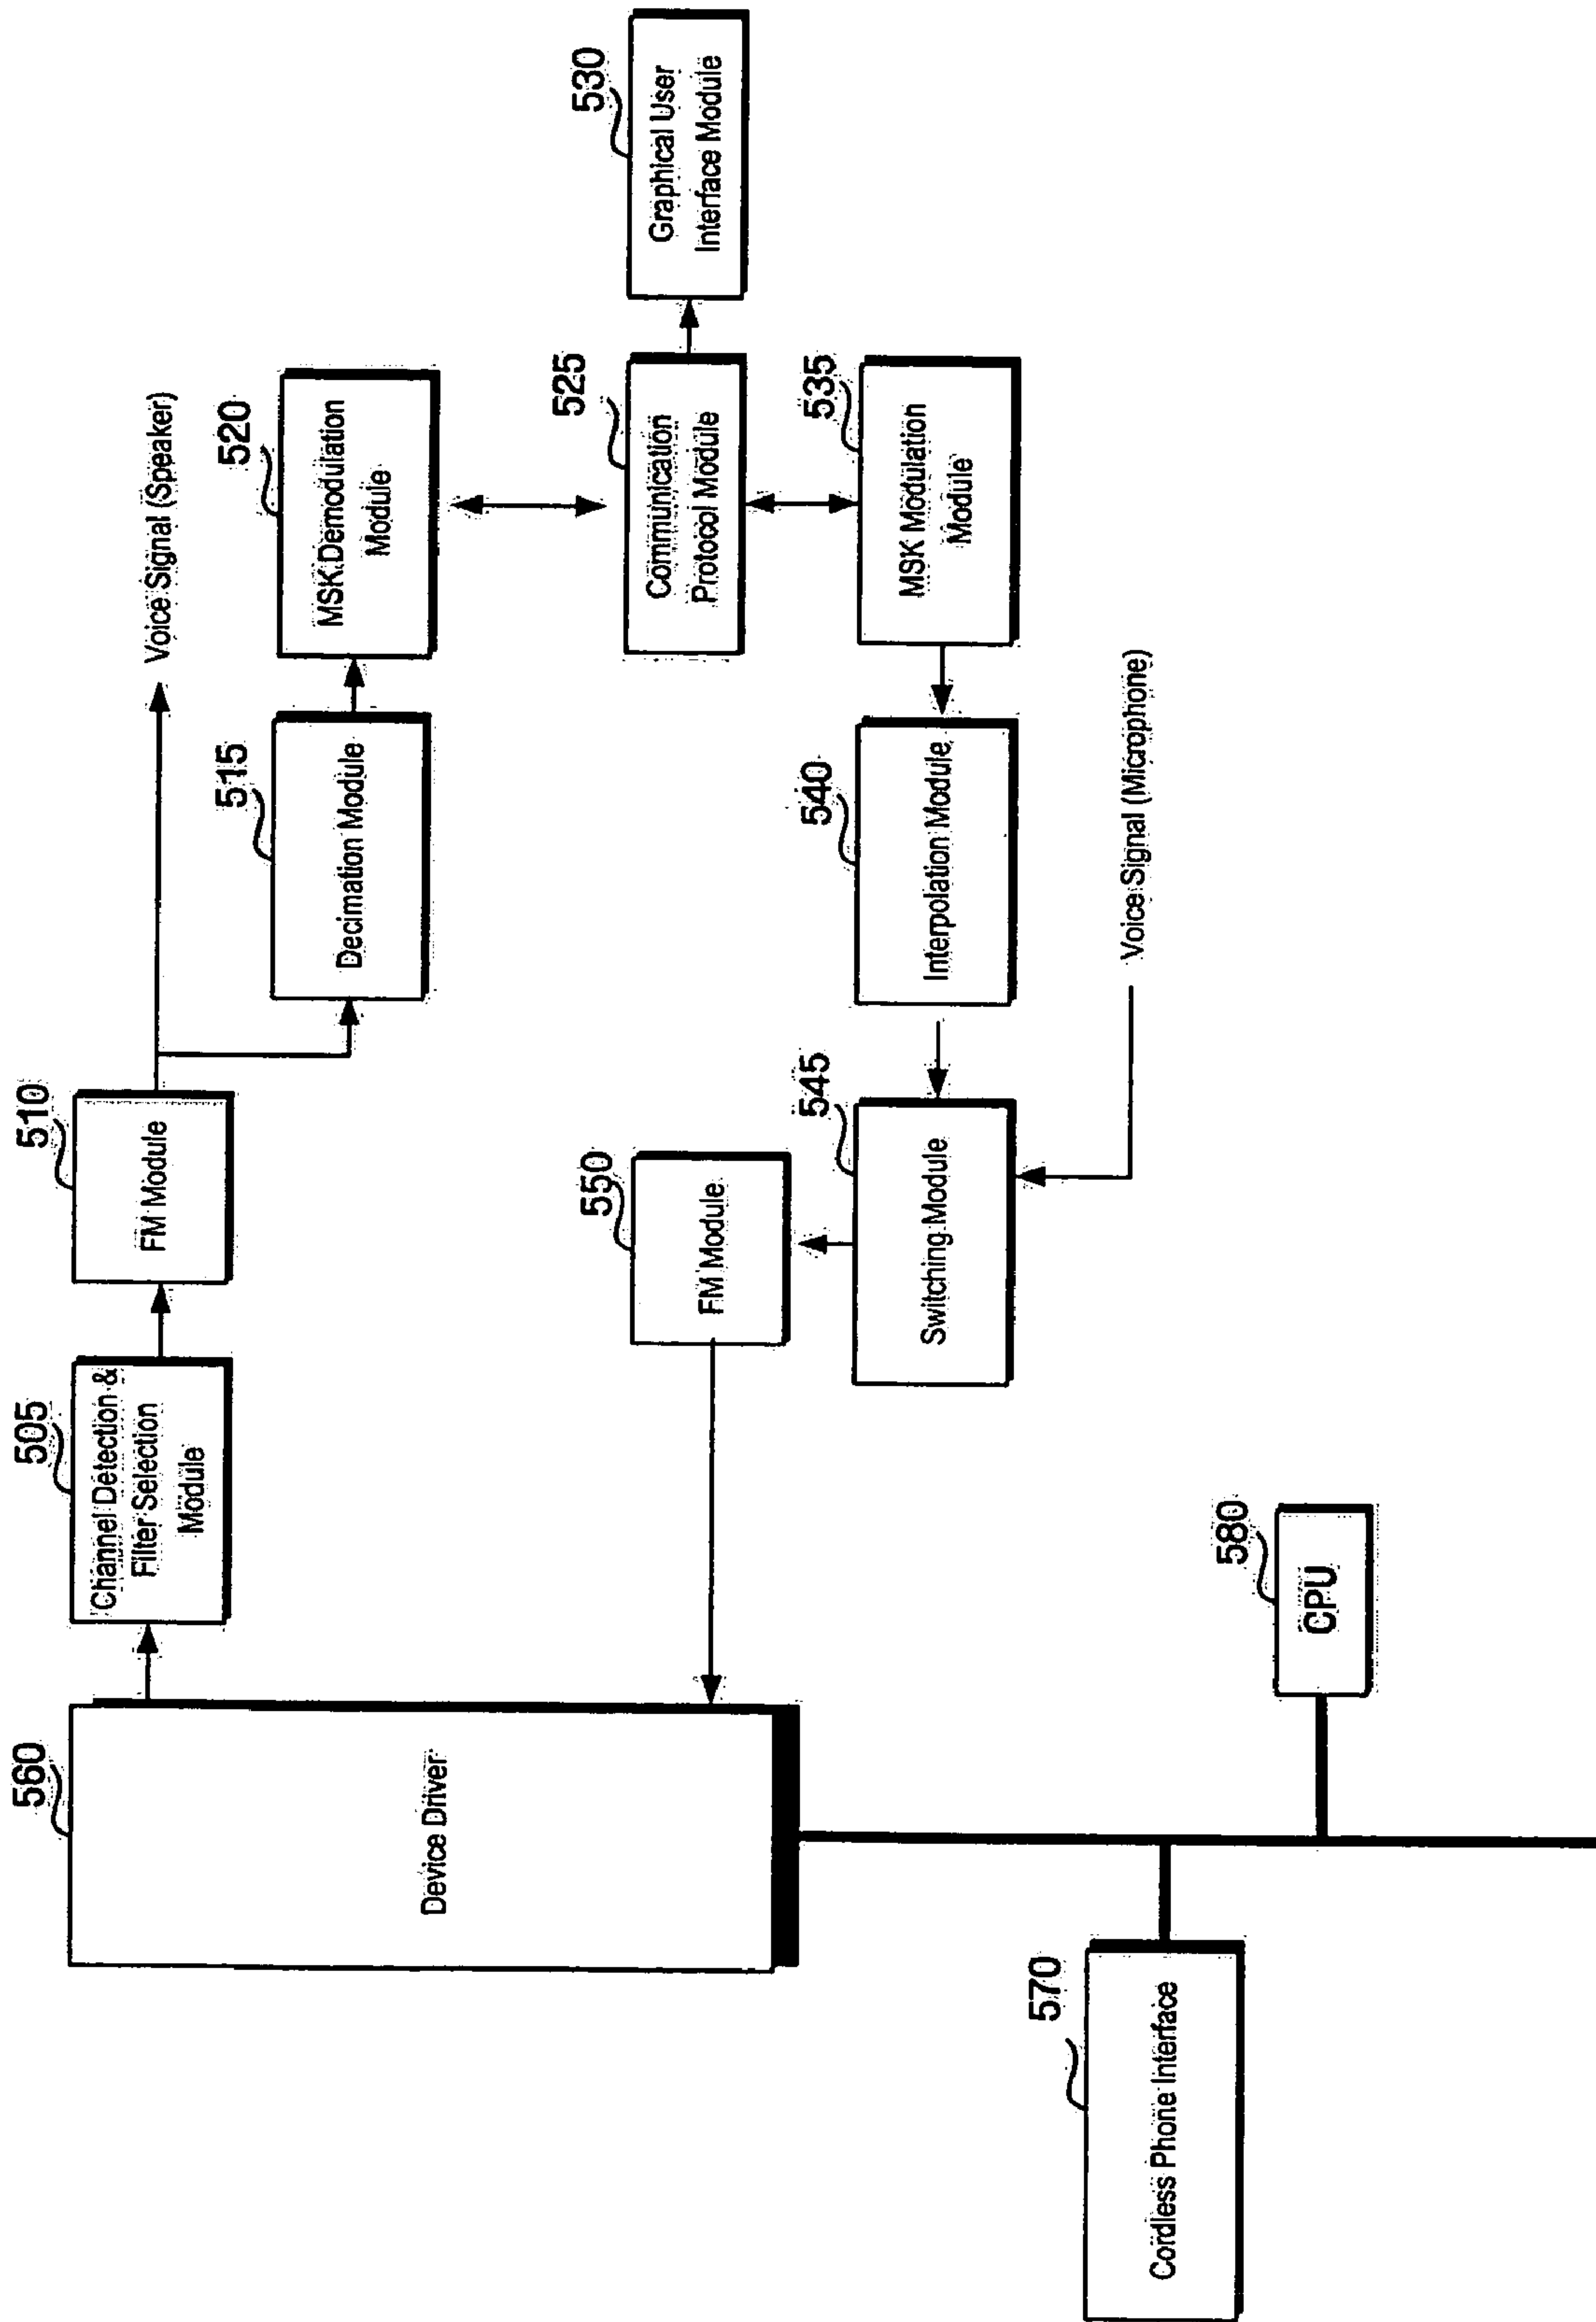 560
Device Driver
505
Channel Detection &
Filter Selection
Module
510
FM Module
Voice Signal (Speaker)
515
Decimation Module
520
MSK Demodulation
Module
525
Communication
Protocol Module
530
Graphical User
Interface Module
535
MSK Modulation
Module
540
Interpolation Module
545
Switching Module
Voice Signal (Microphone)
550
FM Module
570
Cordless Phone Interface
580
CPU